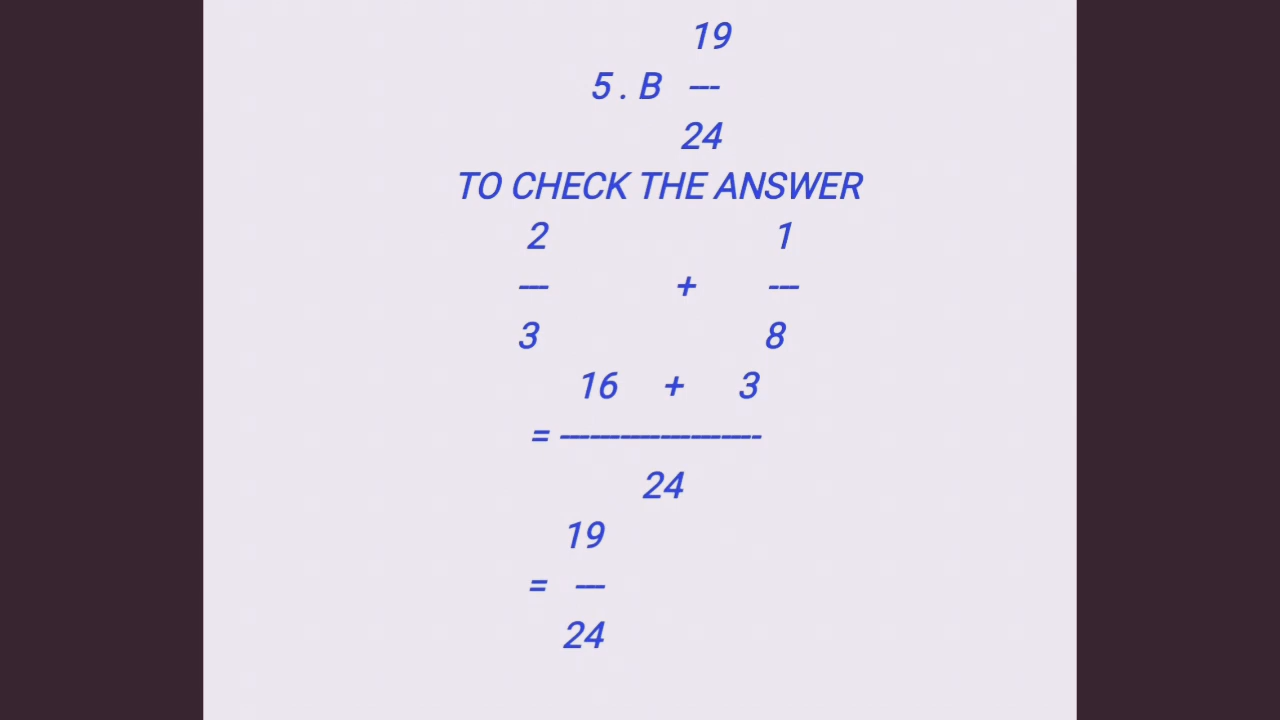 19
5 . B ---
24
TO CHECK THE ANSWER
2 1
--- + ---
3 8
16 + 3
= --------------------
24
19
= ---
24